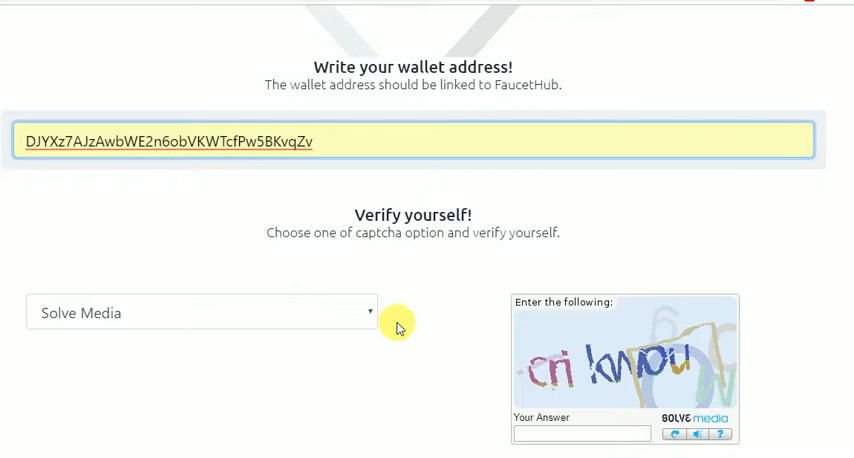 Write your wallet address!
The wallet address should be linked to FaucetHub.
DJYXz7AJzAwbWE2n6obVKWTcfPw5BKvqZv
Verify yourself!
Choose one of captcha option and verify yourself.
Solve Media
Enter the following:
Your Answer
SOLVE media
?